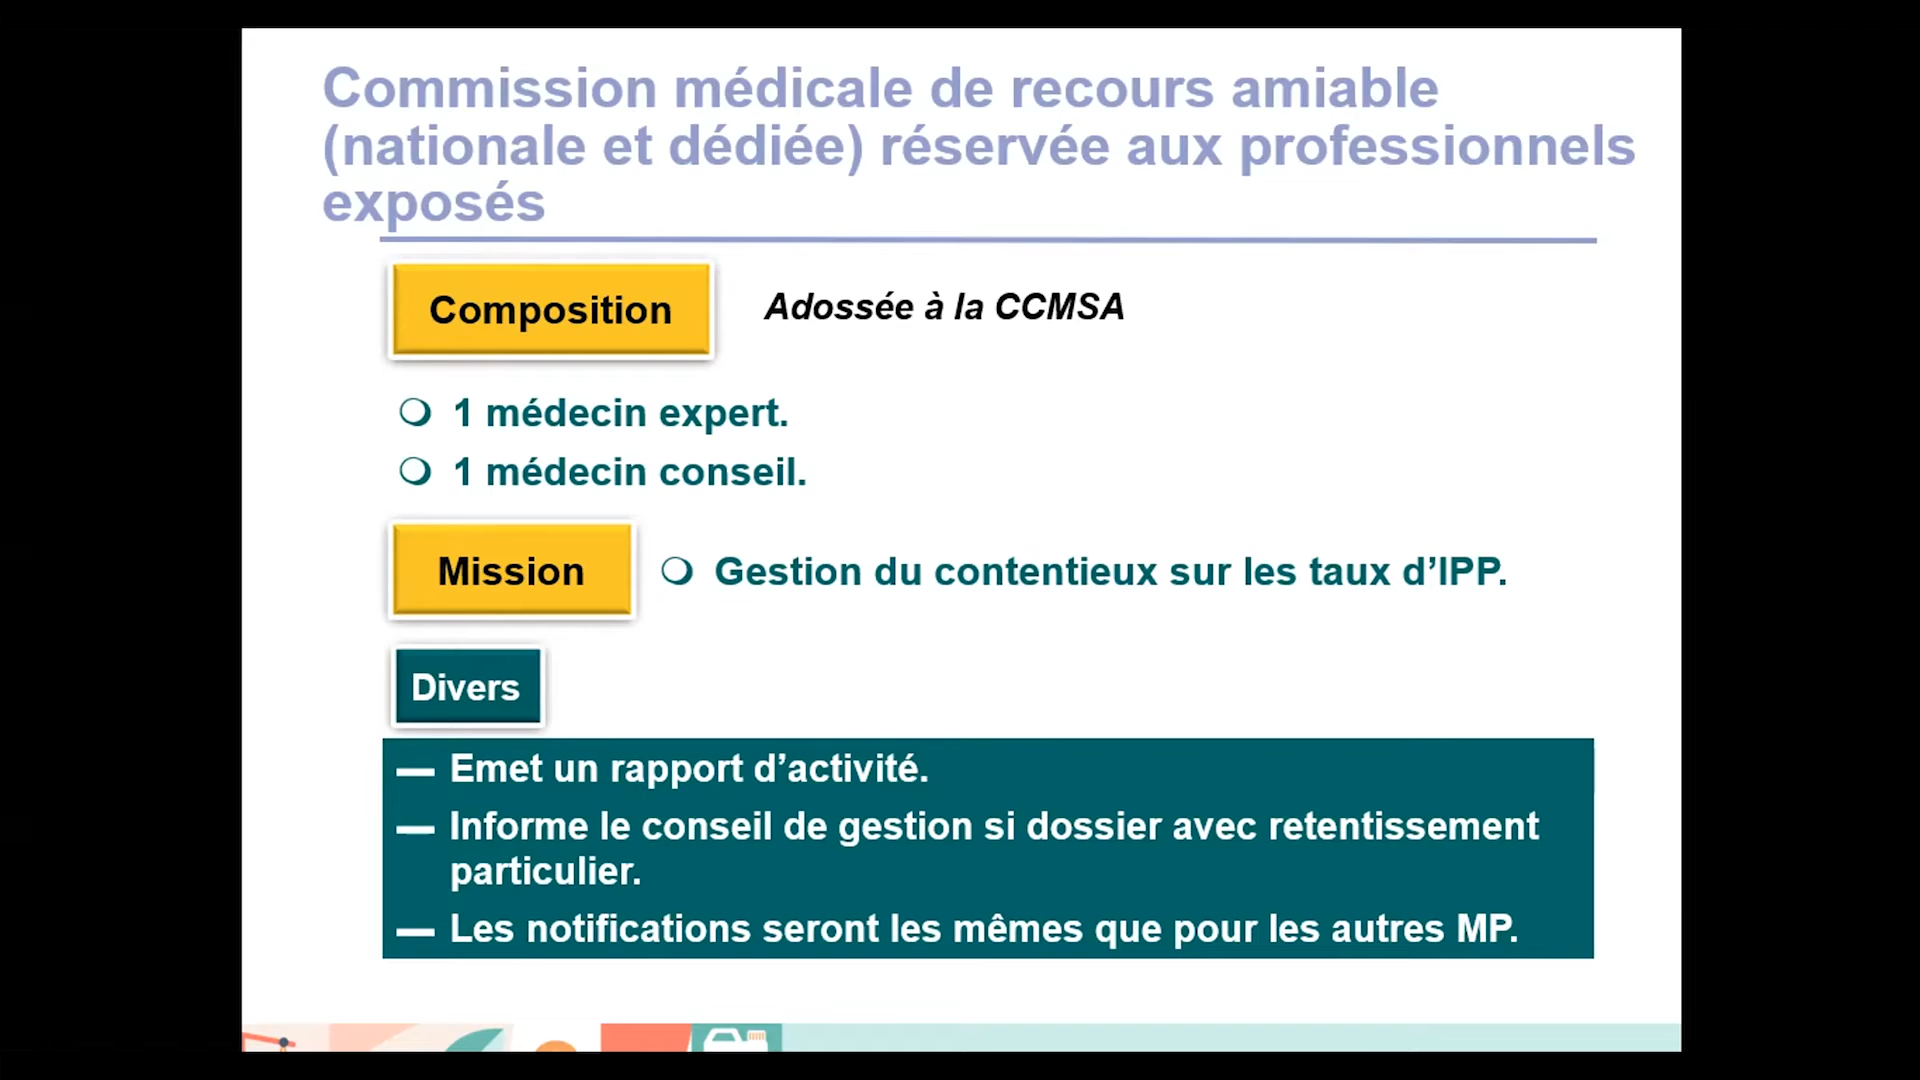 Commission médicale de recours amiable
(nationale et dédiée) réservée aux professionnels
exposés
Composition
Adossée à la CCMSA
1 médecin expert.
1 médecin conseil.
Mission
Gestion du contentieux sur les taux d’IPP.
Divers
— Emet un rapport d’activité.
— Informe le conseil de gestion si dossier avec retentissement
particulier.
— Les notifications seront les mêmes que pour les autres MP.